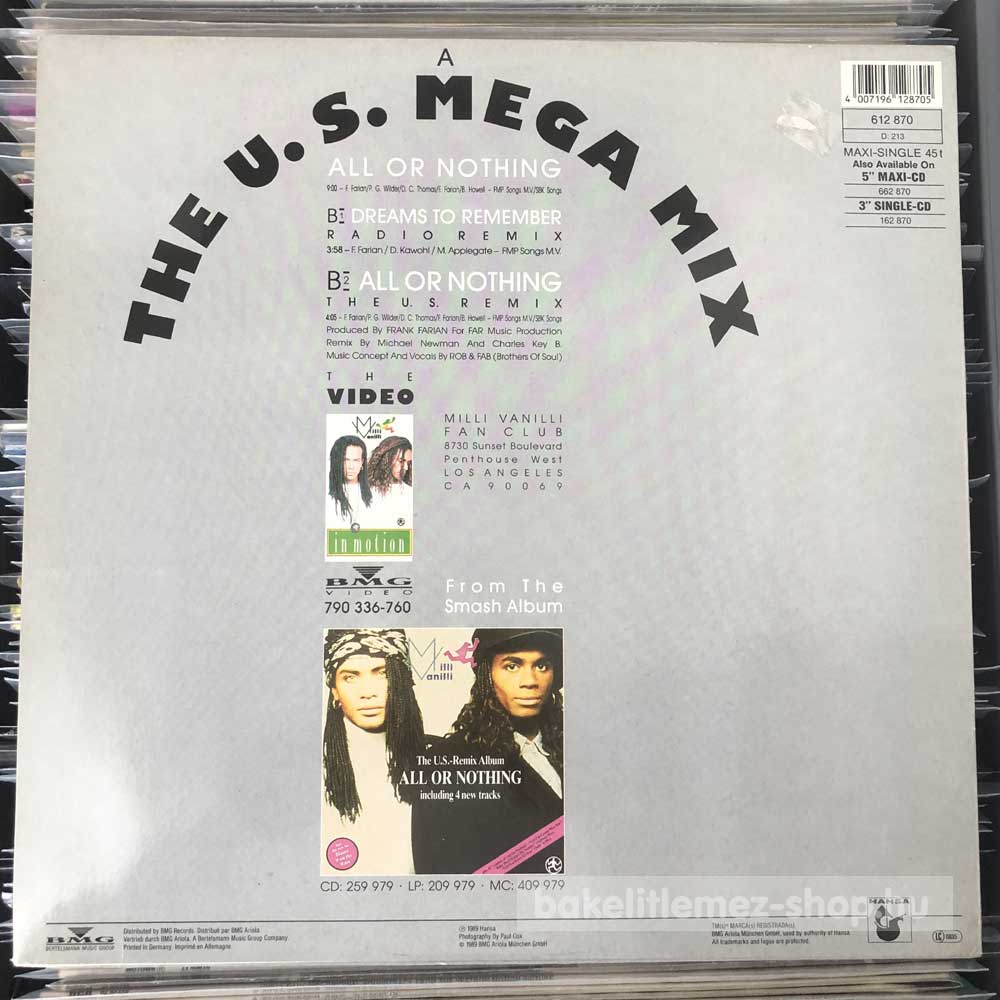 A
THE U.S. MEGA MIX
ALL OR NOTHING
9:00 – F. Farian/P. G. Wilder/D. C. Thomas/F. Farian/B. Howell – FMP Songs M.V./SBK Songs
B1 DREAMS TO REMEMBER
RADIO REMIX
3:58 – F. Farian / D. Kawohl / M. Applegate – FMP Songs M.V.
B2 ALL OR NOTHING
THE U.S. REMIX
4:05 – F. Farian/P. G. Wilder/D. C. Thomas/F. Farian/B. Howell – FMP Songs M.V./SBK Songs
Produced By FRANK FARIAN For FAR Music Production
Remix By Michael Newman And Charles Key B.
Music Concept And Vocals By ROB & FAB (Brothers Of Soul)
4 007196 128705
612 870
D: 213
MAXI-SINGLE 45 t
Also Available On
5" MAXI-CD
662 870
3" SINGLE-CD
162 870
THE
VIDEO
Milli Vanilli
in motion
BMG
VIDEO
790 336-760
MILLI VANILLI
FAN CLUB
8730 Sunset Boulevard
Penthouse West
LOS ANGELES
CA 90069
From The
Smash Album
Milli Vanilli
The U.S.-Remix Album
ALL OR NOTHING
including 4 new tracks
CD: 259 979 · LP: 209 979 · MC: 409 979
bakelitlemez-shop.hu
BMG
BERTELSMANN MUSIC GROUP
Distributed by BMG Records. Distribué par BMG Ariola.
Vertrieb durch BMG Ariola. A Bertelsmann Music Group Company.
Printed in Germany. Imprimé en Allemagne.
℗ 1989 Hansa
Photography By Paul Cox
© 1989 BMG Ariola München GmbH
TM(s)® MARCA(s) REGISTRADA(s).
BMG Ariola München GmbH, used by authority of Hansa
All trademarks and logos are protected.
HANSA
LC 0835